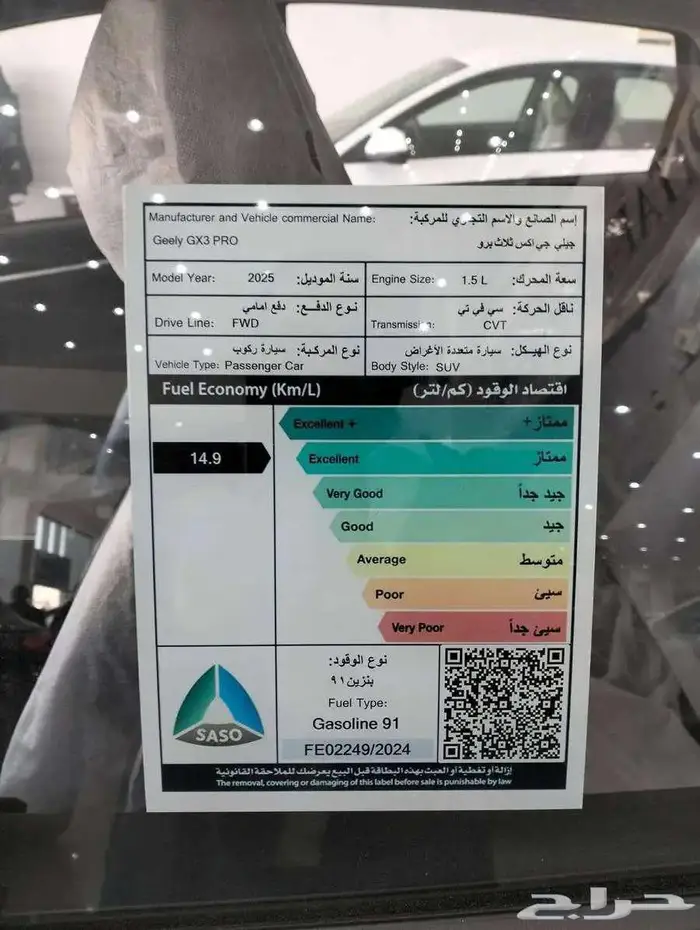 Manufacturer and Vehicle commercial Name: إسم الصانع والاسم التجاري للمركبة:
Geely GX3 PRO جيلي جي اكس ثلاث برو
Model Year: 2025 سنة الموديل: Engine Size: 1.5 L سعة المحرك:
نوع الدفع: دفع امامي ناقل الحركة: سي في تي
Drive Line: FWD Transmission: CVT
نوع المركبة: سيارة ركوب نوع الهيكل: سيارة متعددة الأغراض
Vehicle Type: Passenger Car Body Style: SUV
Fuel Economy (Km/L) اقتصاد الوقود (كم/لتر)
Excellent + ممتاز+
14.9 Excellent ممتاز
Very Good جيد جداً
Good جيد
Average متوسط
Poor سيئ
Very Poor سيئ جداً
نوع الوقود:
بنزين ٩١
Fuel Type:
Gasoline 91
SASO
FE02249/2024
إزالة أو تغطية أو العبث بهذه البطاقة قبل البيع يعرضك للملاحقة القانونية
The removal, covering or damaging of this label before sale is punishable by law
حراج